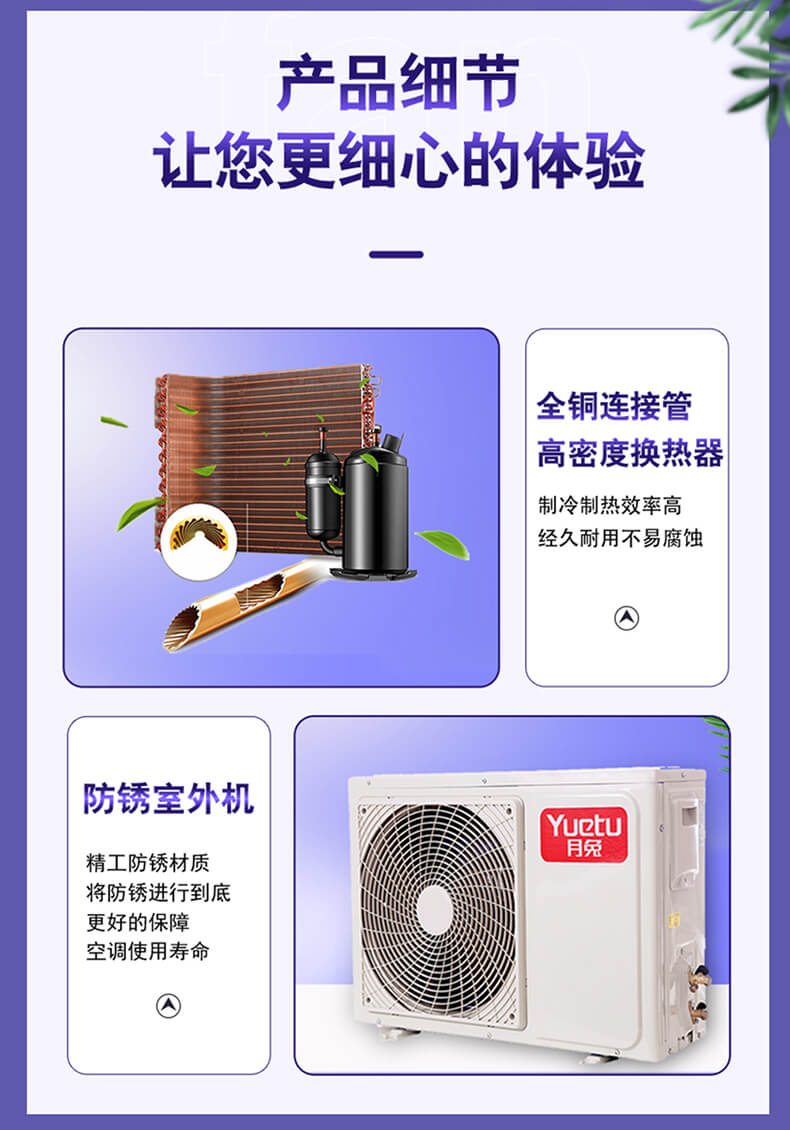 产品细节
让您更细心的体验
全铜连接管
高密度换热器
制冷制热效率高
经久耐用不易腐蚀
防锈室外机
精工防锈材质
将防锈进行到底
更好的保障
空调使用寿命
Yuetu
月兔